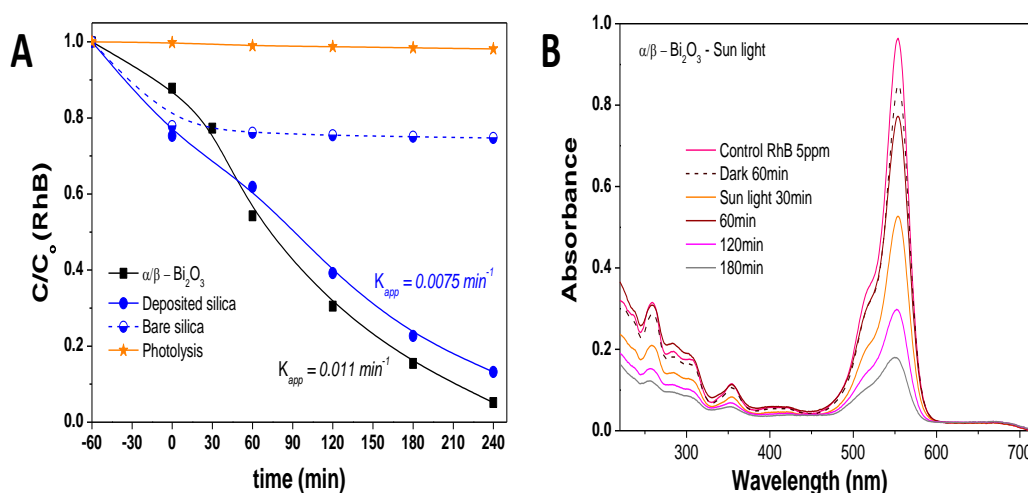 A
C/Co (RhB)
1.0
0.8
0.6
0.4
0.2
0.0
α/β – Bi2O3
Deposited silica
Bare silica
Photolysis
Kapp = 0.0075 min-1
Kapp = 0.011 min-1
-60 -30 0 30 60 90 120 150 180 210 240
time (min)
B
α/β – Bi2O3 - Sun light
Absorbance
1.0
0.8
0.6
0.4
0.2
0.0
Control RhB 5ppm
Dark 60min
Sun light 30min
60min
120min
180min
300 400 500 600 700
Wavelength (nm)